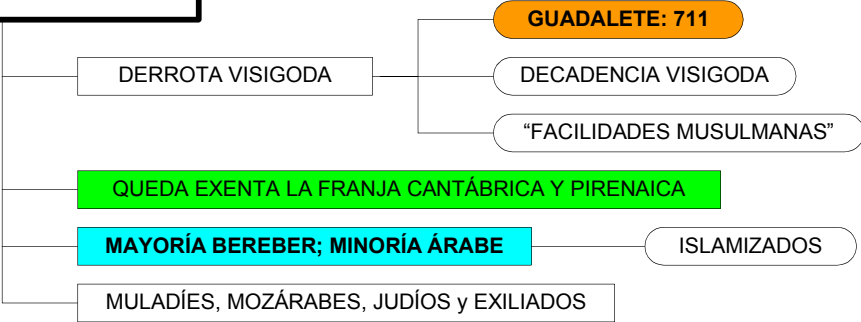 GUADALETE: 711
DERROTA VISIGODA
DECADENCIA VISIGODA
“FACILIDADES MUSULMANAS”
QUEDA EXENTA LA FRANJA CANTÁBRICA Y PIRENAICA
MAYORÍA BEREBER; MINORÍA ÁRABE
ISLAMIZADOS
MULADÍES, MOZÁRABES, JUDÍOS y EXILIADOS